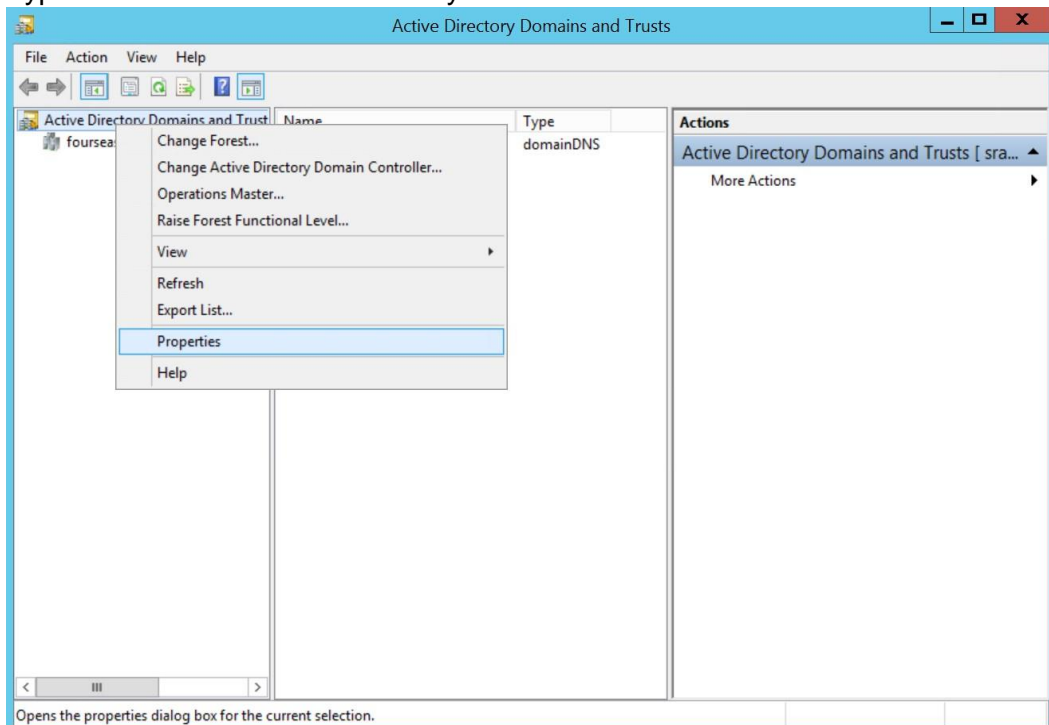 Active Directory Domains and Trusts
File Action View Help
Active Directory Domains and Trust
foursea
Name
Type
domainDNS
Change Forest...
Change Active Directory Domain Controller...
Operations Master...
Raise Forest Functional Level...
View
Refresh
Export List...
Properties
Help
Actions
Active Directory Domains and Trusts [ sra...
More Actions
Opens the properties dialog box for the current selection.